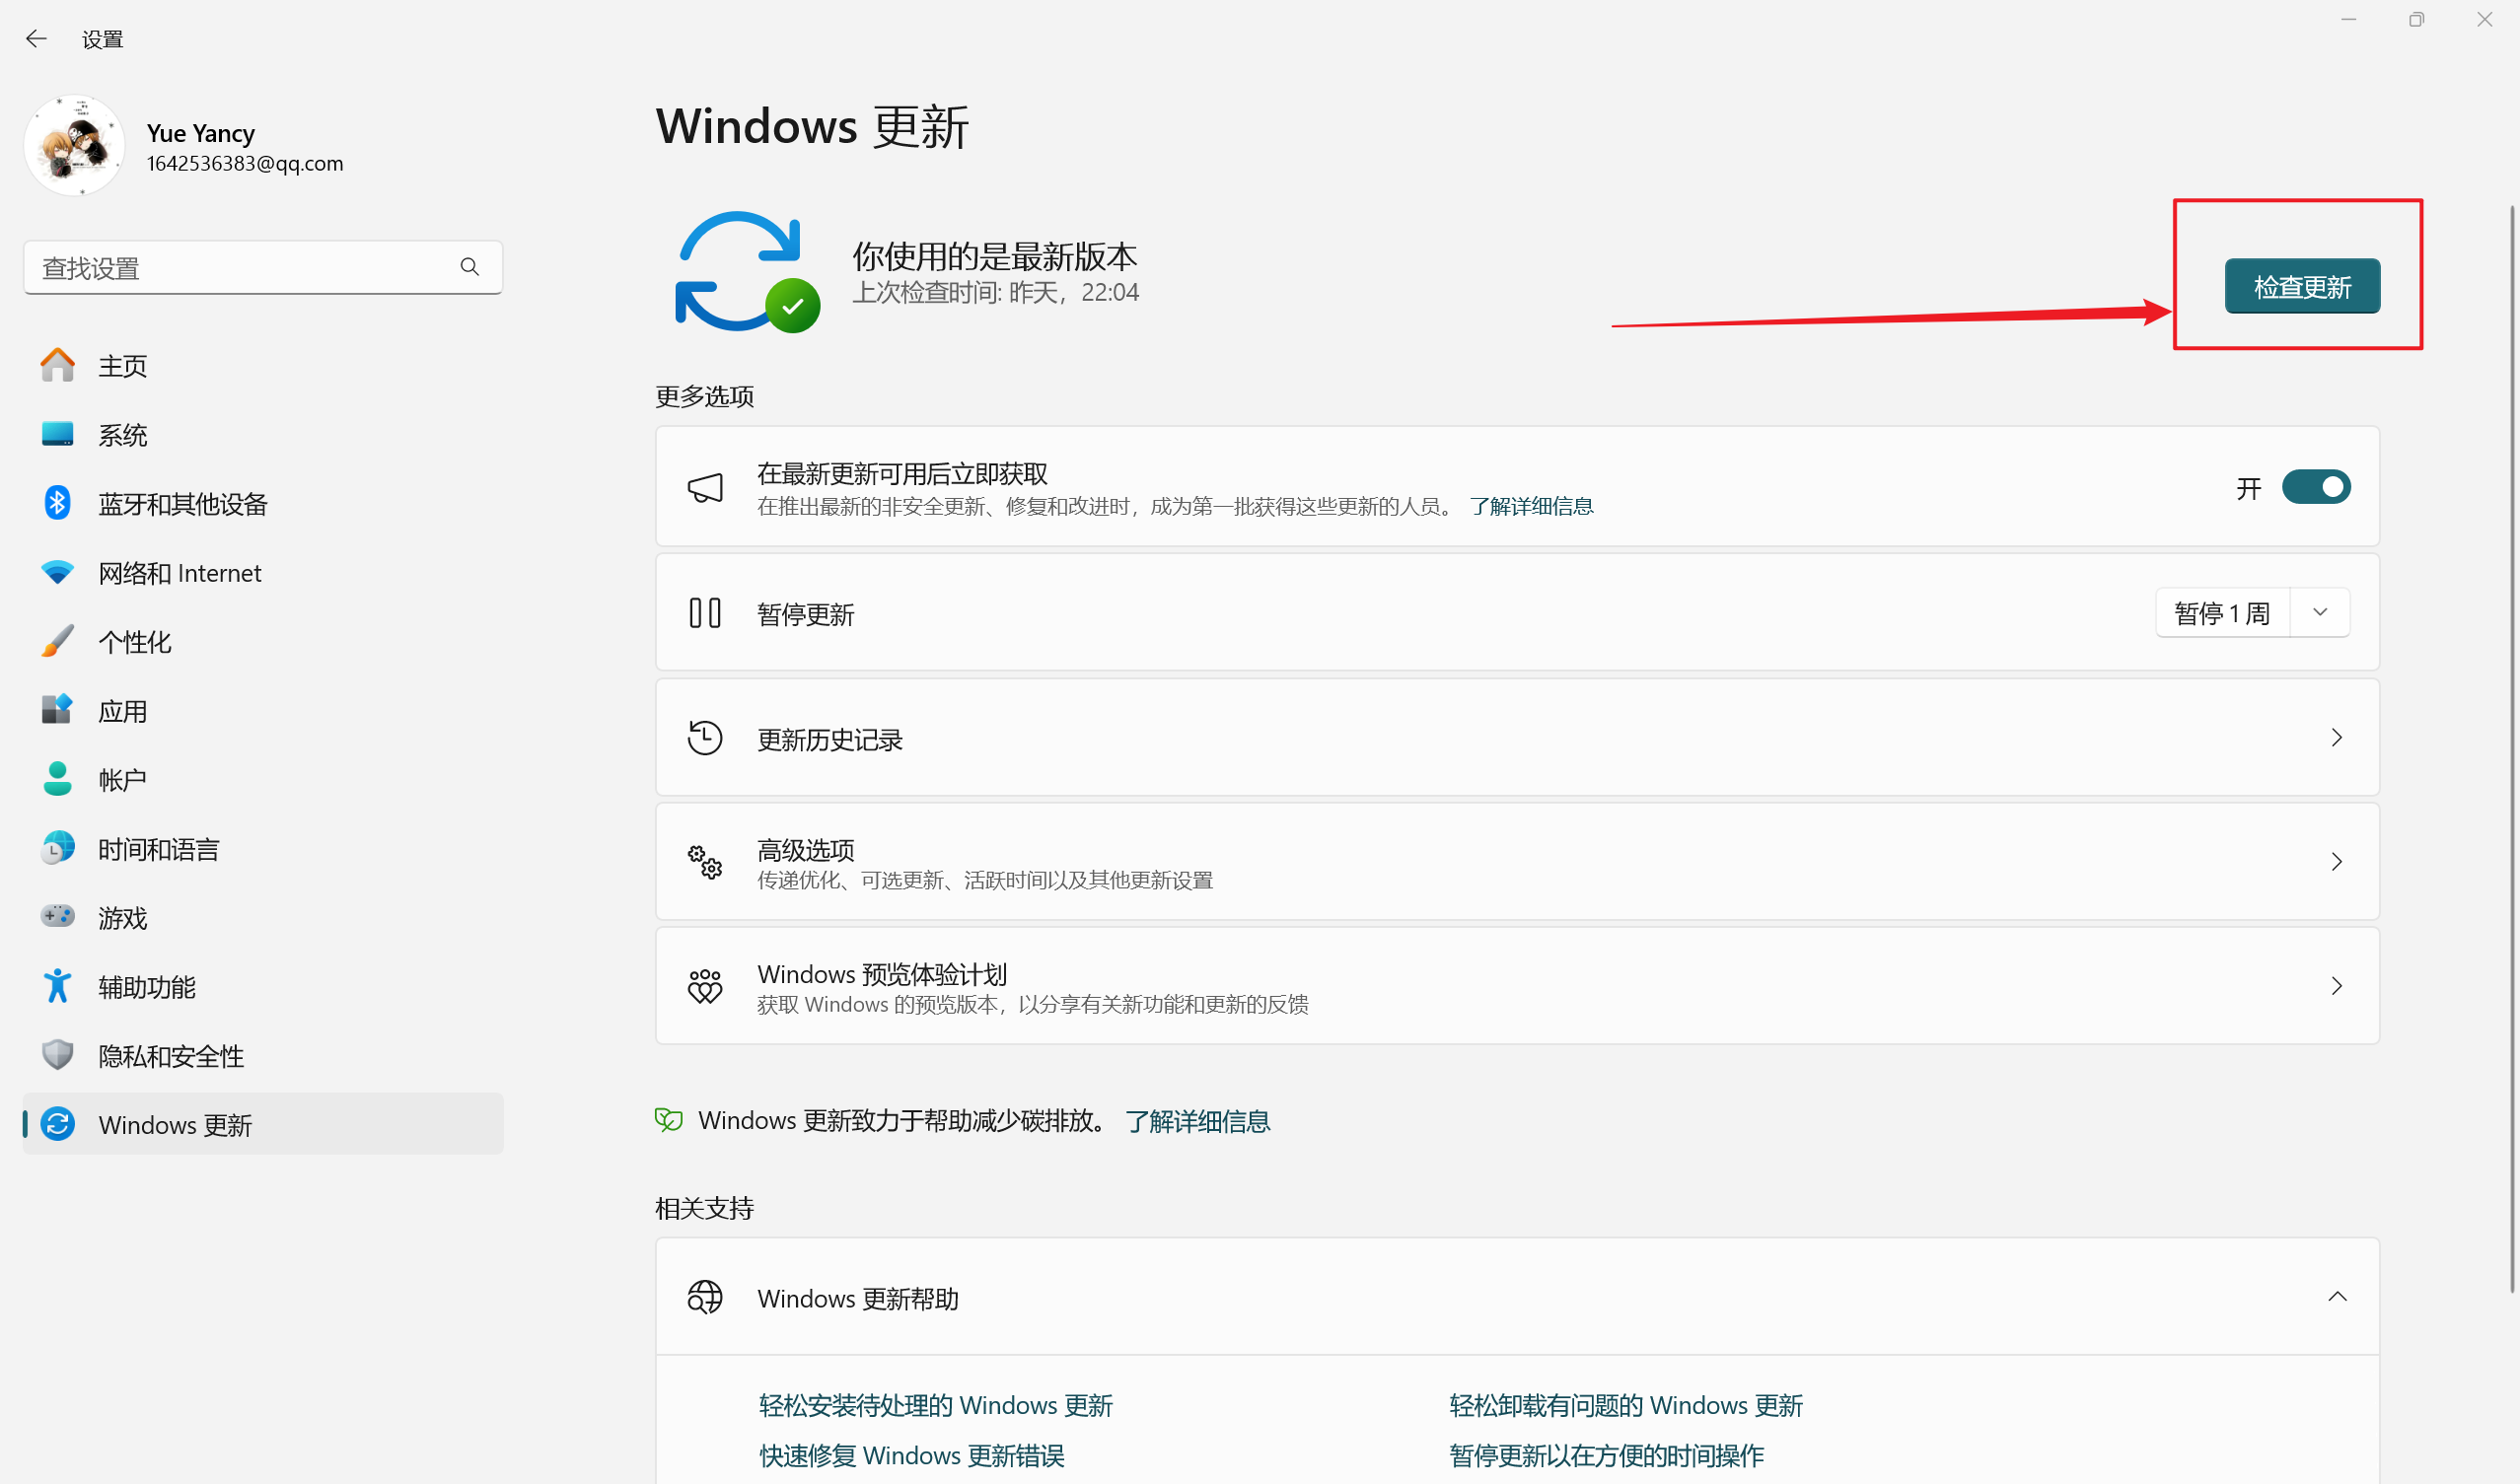 设置
Yue Yancy
1642536383@qq.com
查找设置
主页
系统
蓝牙和其他设备
网络和 Internet
个性化
应用
帐户
时间和语言
游戏
辅助功能
隐私和安全性
Windows 更新
Windows 更新
你使用的是最新版本
上次检查时间: 昨天，22:04
检查更新
更多选项
在最新更新可用后立即获取
在推出最新的非安全更新、修复和改进时，成为第一批获得这些更新的人员。 了解详细信息
开
暂停更新
暂停 1 周
更新历史记录
高级选项
传递优化、可选更新、活跃时间以及其他更新设置
Windows 预览体验计划
获取 Windows 的预览版本，以分享有关新功能和更新的反馈
Windows 更新致力于帮助减少碳排放。 了解详细信息
相关支持
Windows 更新帮助
轻松安装待处理的 Windows 更新
轻松卸载有问题的 Windows 更新
快速修复 Windows 更新错误
暂停更新以在方便的时间操作